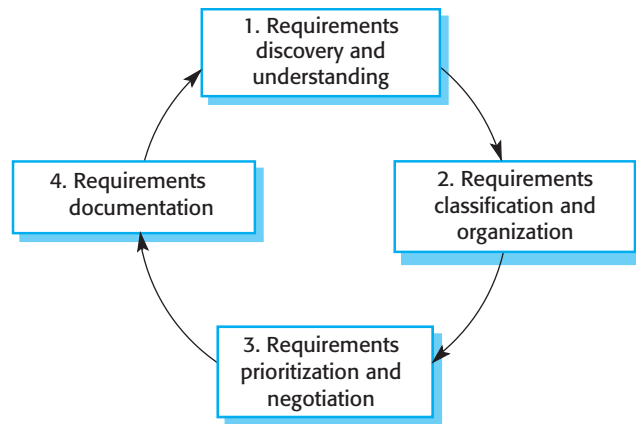 1. Requirements
discovery and
understanding
2. Requirements
classification and
organization
3. Requirements
prioritization and
negotiation
4. Requirements
documentation